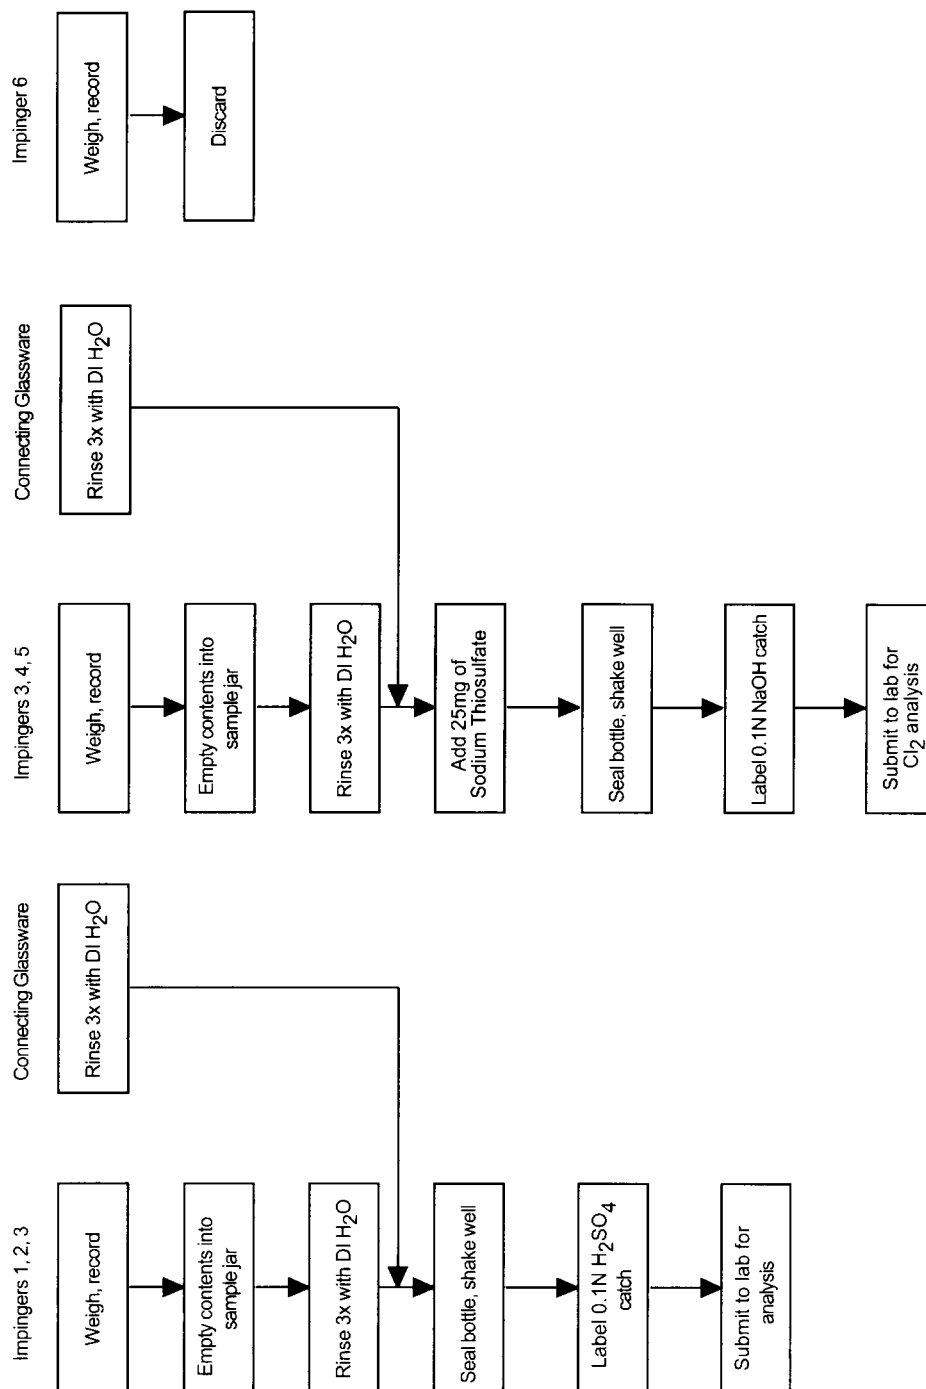 Impingers 1, 2, 3
Weigh, record
Empty contents into
sample jar
Rinse 3x with DI H2O
Seal bottle, shake well
Label 0.1N H2SO4
catch
Submit to lab for
analysis
Connecting Glassware
Rinse 3x with DI H2O
Impingers 3, 4, 5
Weigh, record
Empty contents into
sample jar
Rinse 3x with DI H2O
Add 25mg of
Sodium Thiosulfate
Seal bottle, shake well
Label 0.1N NaOH catch
Submit to lab for
Cl2 analysis
Connecting Glassware
Rinse 3x with DI H2O
Impinger 6
Weigh, record
Discard